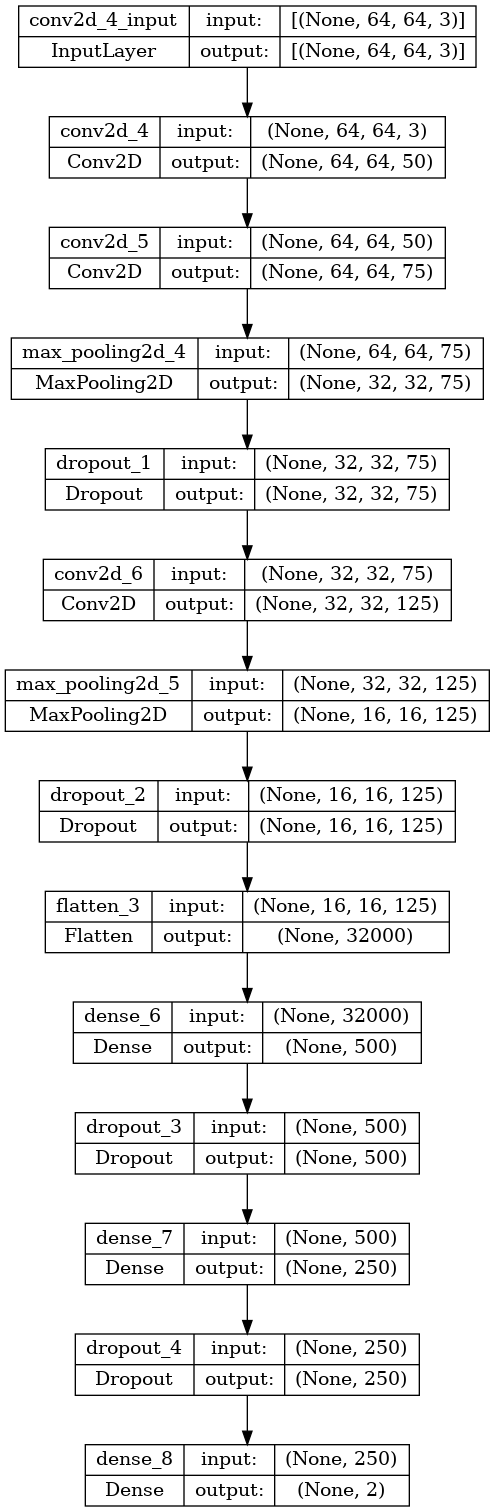 conv2d_4_input input: [(None, 64, 64, 3)]
InputLayer output: [(None, 64, 64, 3)]
conv2d_4 input: (None, 64, 64, 3)
Conv2D output: (None, 64, 64, 50)
conv2d_5 input: (None, 64, 64, 50)
Conv2D output: (None, 64, 64, 75)
max_pooling2d_4 input: (None, 64, 64, 75)
MaxPooling2D output: (None, 32, 32, 75)
dropout_1 input: (None, 32, 32, 75)
Dropout output: (None, 32, 32, 75)
conv2d_6 input: (None, 32, 32, 75)
Conv2D output: (None, 32, 32, 125)
max_pooling2d_5 input: (None, 32, 32, 125)
MaxPooling2D output: (None, 16, 16, 125)
dropout_2 input: (None, 16, 16, 125)
Dropout output: (None, 16, 16, 125)
flatten_3 input: (None, 16, 16, 125)
Flatten output: (None, 32000)
dense_6 input: (None, 32000)
Dense output: (None, 500)
dropout_3 input: (None, 500)
Dropout output: (None, 500)
dense_7 input: (None, 500)
Dense output: (None, 250)
dropout_4 input: (None, 250)
Dropout output: (None, 250)
dense_8 input: (None, 250)
Dense output: (None, 2)